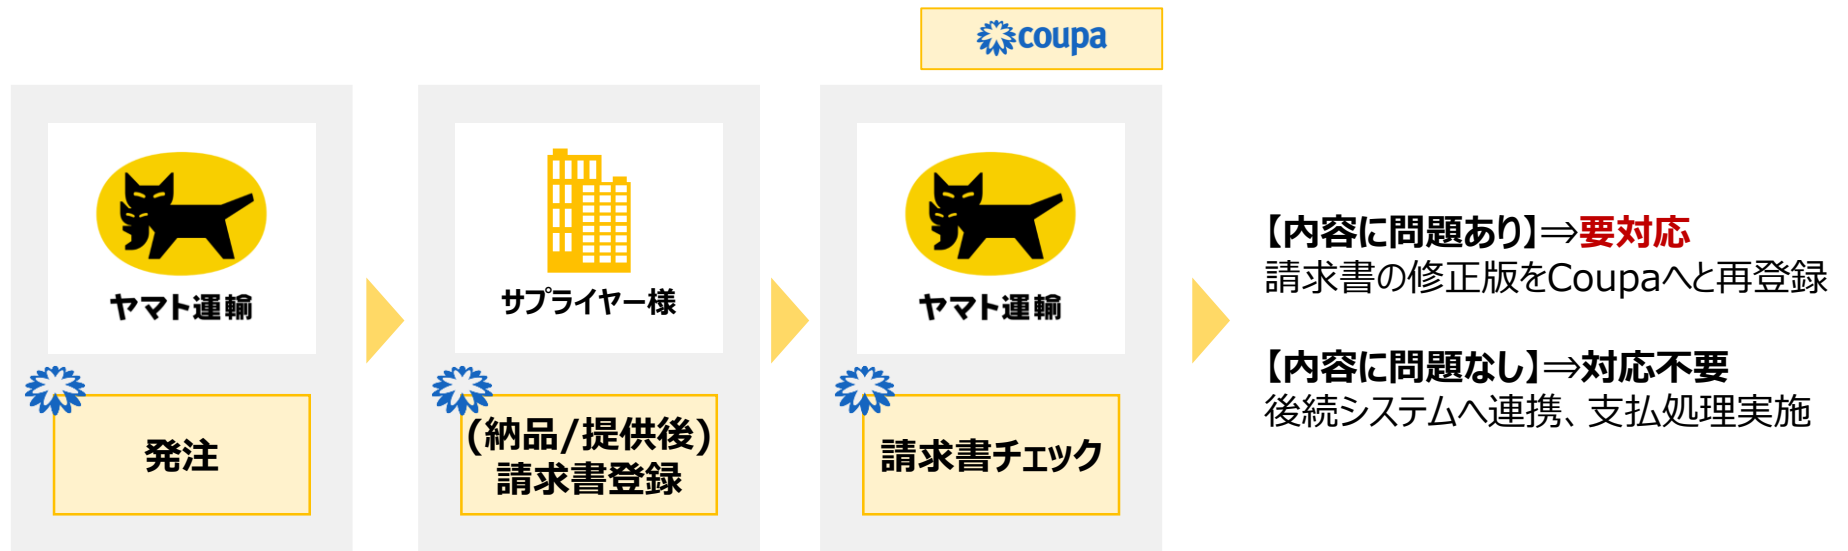 coupa
ヤマト運輸
発注
サプライヤー様
(納品/提供後)
請求書登録
ヤマト運輸
請求書チェック
【内容に問題あり】⇒要対応
請求書の修正版をCoupaへと再登録
【内容に問題なし】⇒対応不要
後続システムへ連携、支払処理実施